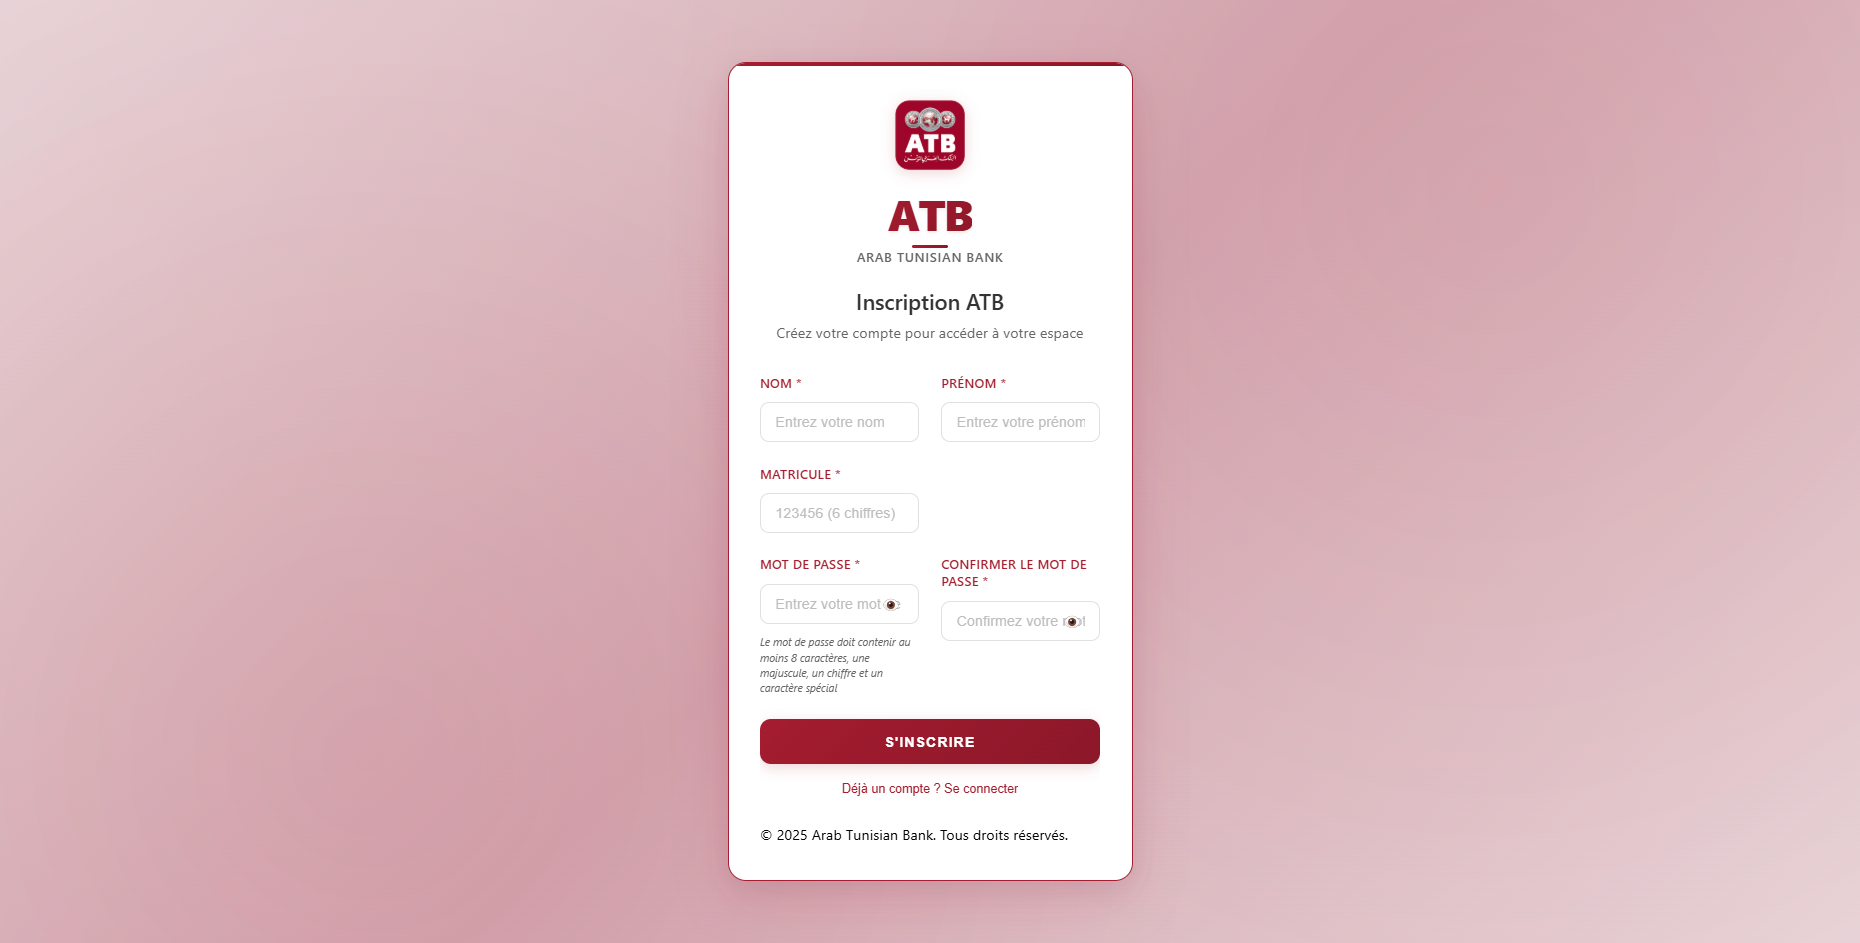 ATB
البنك العربي لتونس
ATB
ARAB TUNISIAN BANK
Inscription ATB
Créez votre compte pour accéder à votre espace
NOM *
PRÉNOM *
Entrez votre nom
Entrez votre prénom
MATRICULE *
123456 (6 chiffres)
MOT DE PASSE *
CONFIRMER LE MOT DE
PASSE *
Entrez votre mot
Confirmez votre
Le mot de passe doit contenir au
moins 8 caractères, une
majuscule, un chiffre et un
caractère spécial
S'INSCRIRE
Déjà un compte ? Se connecter
© 2025 Arab Tunisian Bank. Tous droits réservés.